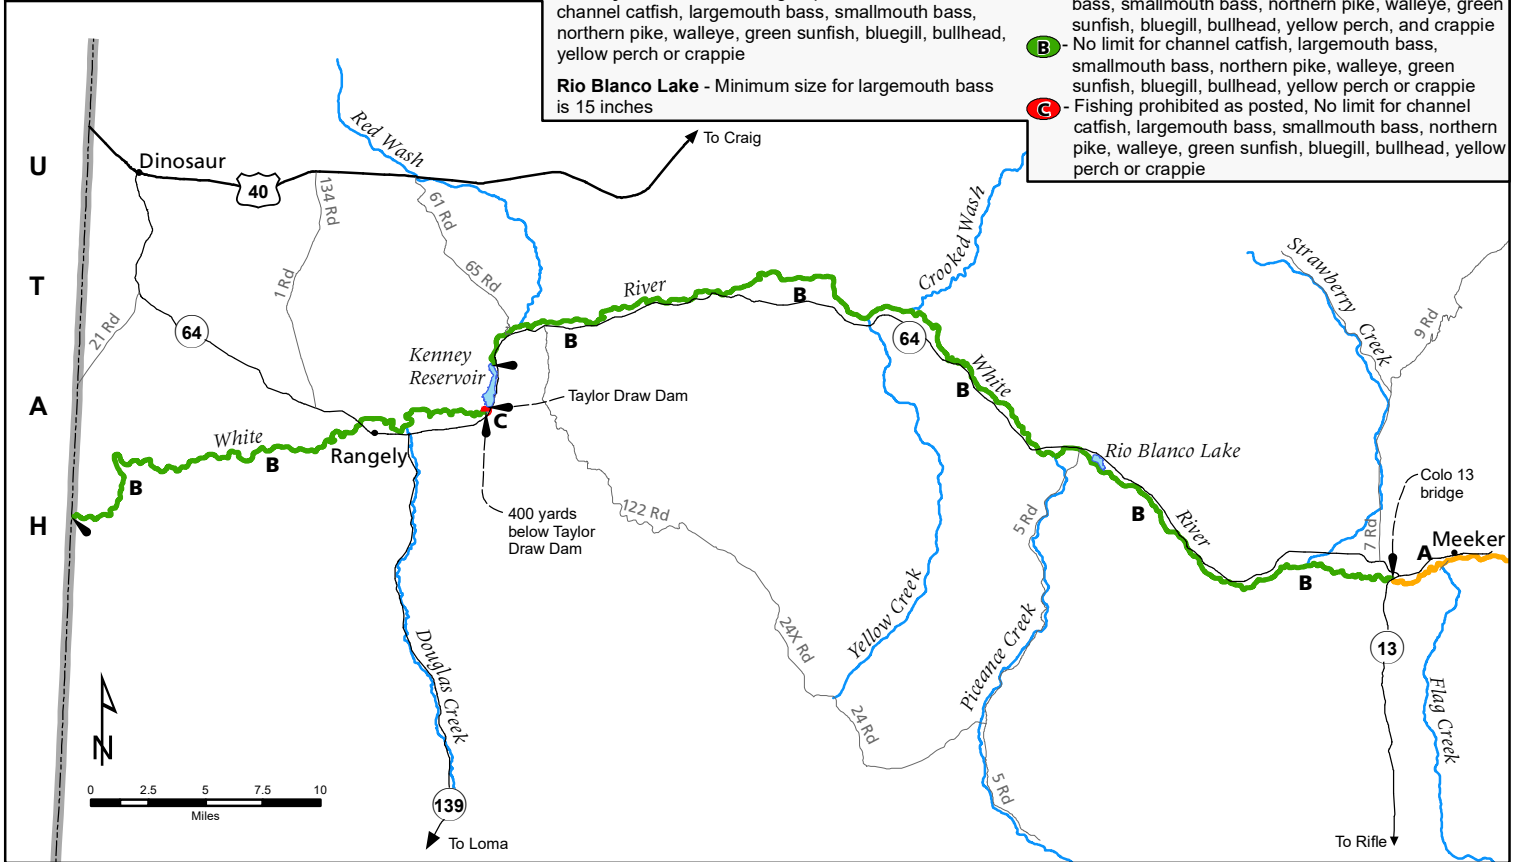 channel catfish, largemouth bass, smallmouth bass,
northern pike, walleye, green sunfish, bluegill, bullhead,
yellow perch or crappie
Rio Blanco Lake - Minimum size for largemouth bass
is 15 inches
bass, smallmouth bass, northern pike, walleye, green
sunfish, bluegill, bullhead, yellow perch, and crappie
B - No limit for channel catfish, largemouth bass,
smallmouth bass, northern pike, walleye, green
sunfish, bluegill, bullhead, yellow perch or crappie
C - Fishing prohibited as posted, No limit for channel
catfish, largemouth bass, smallmouth bass, northern
pike, walleye, green sunfish, bluegill, bullhead, yellow
perch or crappie
U
T
A
H
Dinosaur
40
Red Wash
To Craig
134 Rd
61 Rd
65 Rd
1 Rd
21 Rd
64
River
B
B
Crooked Wash
Strawberry
Creek
9 Rd
Kenney
Reservoir
64
White
B
Taylor Draw Dam
C
White
B
B
Rangely
Rio Blanco Lake
400 yards
below Taylor
Draw Dam
122 Rd
5 Rd
B
River
7 Rd
Colo 13
bridge
A
Meeker
B
Yellow Creek
Piceance Creek
24X Rd
24 Rd
5 Rd
Douglas Creek
13
Flag Creek
N
0 2.5 5 7.5 10
Miles
139
To Loma
To Rifle